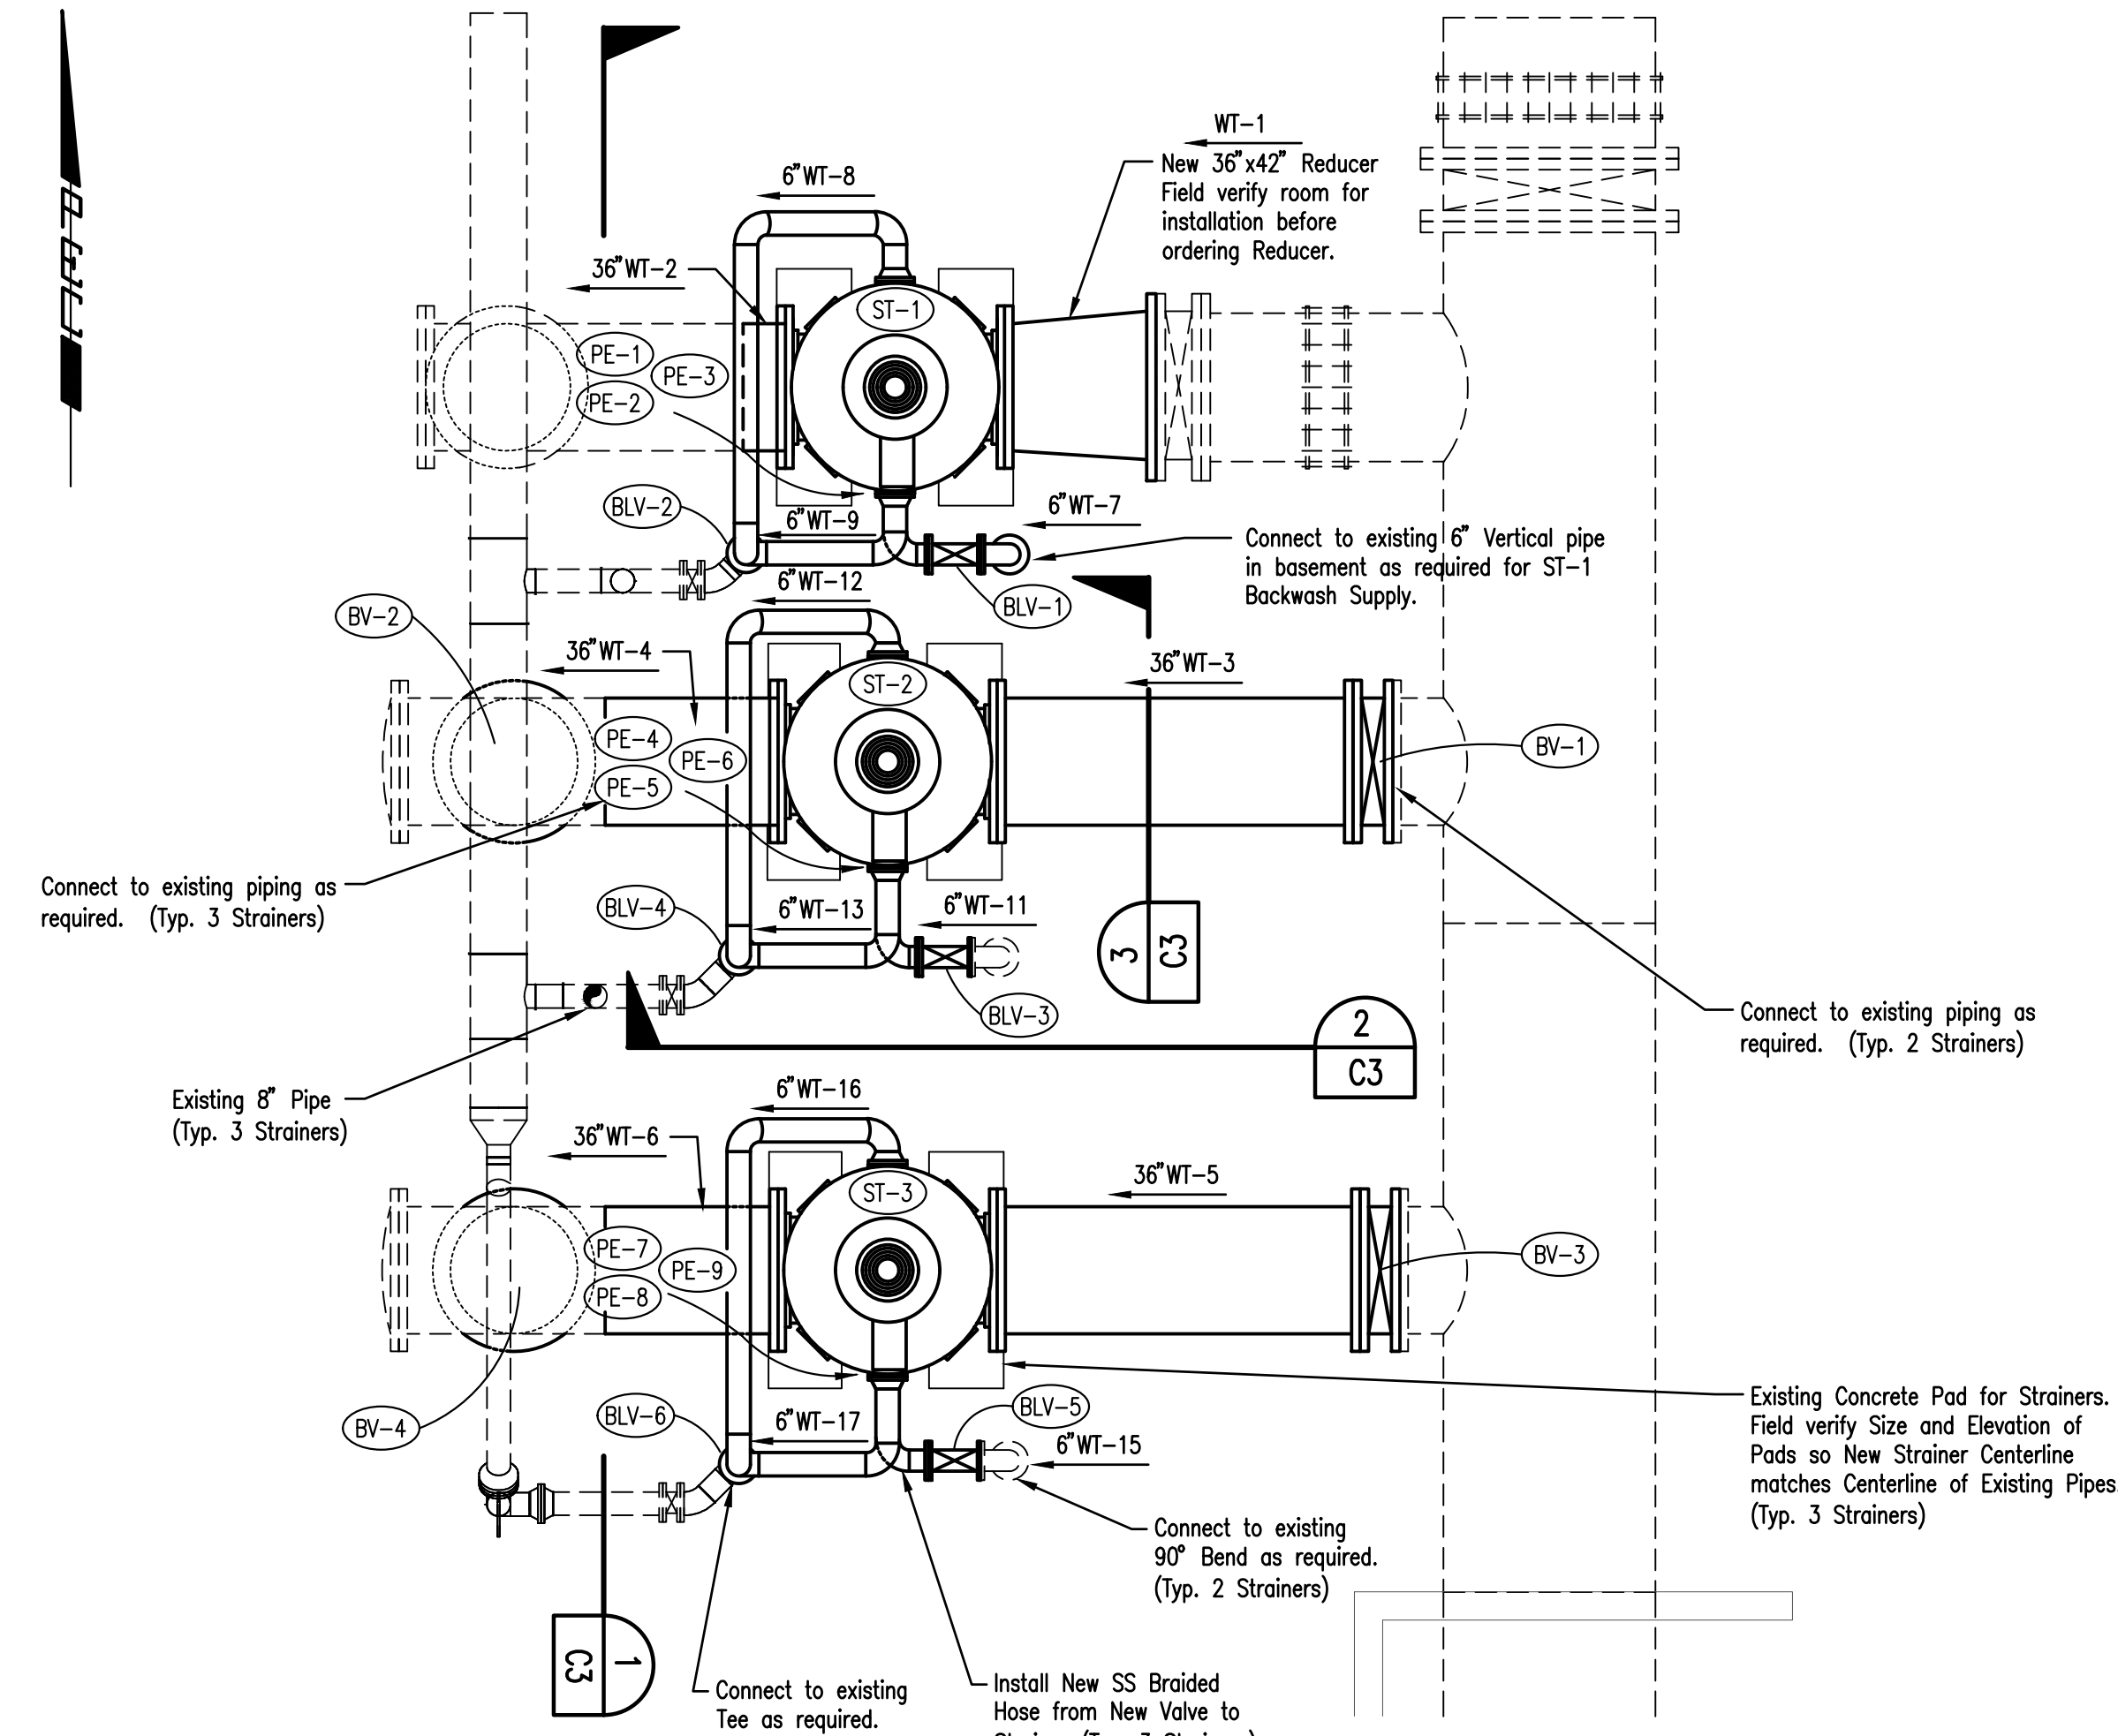 WT-1
New 36"x42" Reducer
Field verify room for
installation before
ordering Reducer.
6"WT-8
36"WT-2
ST-1
PE-1
PE-3
PE-2
BLV-2
6"WT-9
6"WT-7
Connect to existing 6" Vertical pipe
in basement as required for ST-1
Backwash Supply.
BLV-1
6"WT-12
BV-2
36"WT-4
ST-2
36"WT-3
PE-4
PE-6
PE-5
BV-1
Connect to existing piping as
required. (Typ. 3 Strainers)
BLV-4
6"WT-13
6"WT-11
3
C3
BLV-3
Connect to existing piping as
required. (Typ. 2 Strainers)
2
C3
Existing 8" Pipe
(Typ. 3 Strainers)
6"WT-16
36"WT-6
ST-3
36"WT-5
PE-7
PE-9
PE-8
BV-3
BV-4
BLV-6
6"WT-17
BLV-5
6"WT-15
Existing Concrete Pad for Strainers.
Field verify Size and Elevation of
Pads so New Strainer Centerline
matches Centerline of Existing Pipes.
(Typ. 3 Strainers)
Connect to existing
90° Bend as required.
(Typ. 2 Strainers)
1
C3
Connect to existing
Tee as required.
Install New SS Braided
Hose from New Valve to